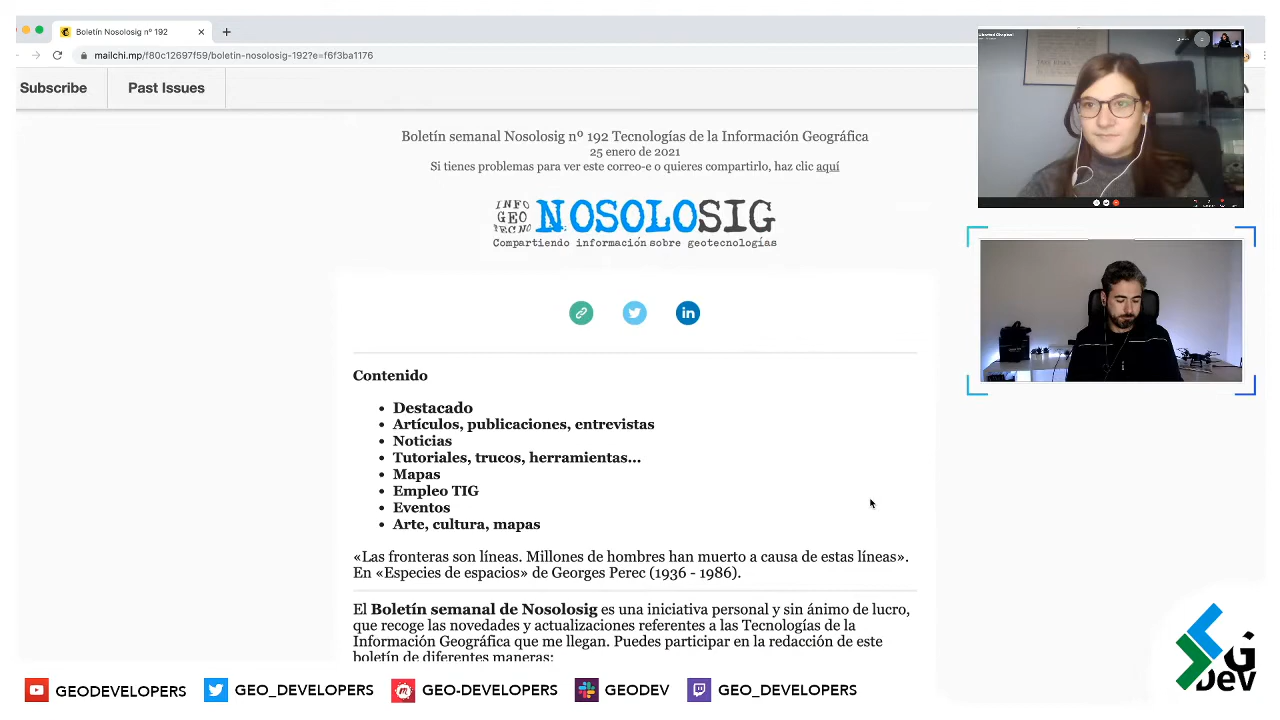 Boletín Nosolosig nº 192
mailchi.mp/f80c12697f59/boletin-nosolosig-192?e=f6f3ba1176
Subscribe
Past Issues
Boletín semanal Nosolosig nº 192 Tecnologías de la Información Geográfica
25 enero de 2021
Si tienes problemas para ver este correo-e o quieres compartirlo, haz clic aquí
INFO
GEO
TECNO
NOSOLOSIG
Compartiendo información sobre geotecnologías
Contenido
Destacado
Artículos, publicaciones, entrevistas
Noticias
Tutoriales, trucos, herramientas...
Mapas
Empleo TIG
Eventos
Arte, cultura, mapas
«Las fronteras son líneas. Millones de hombres han muerto a causa de estas líneas».
En «Especies de espacios» de Georges Perec (1936 - 1986).
El Boletín semanal de Nosolosig es una iniciativa personal y sin ánimo de lucro,
que recoge las novedades y actualizaciones referentes a las Tecnologías de la
Información Geográfica que me llegan. Puedes participar en la redacción de este
boletín de diferentes maneras:
GEODEVELOPERS
GEO_DEVELOPERS
GEO-DEVELOPERS
GEODEV
GEO_DEVELOPERS
G
Dev